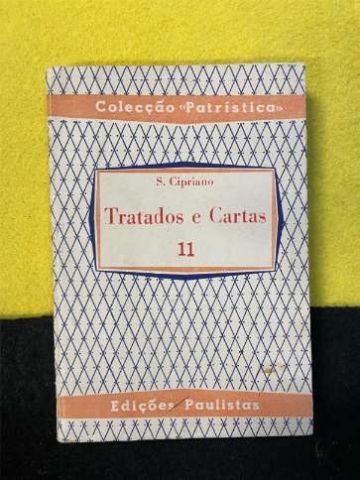 Colecção «Patrística»
S. Cipriano
Tratados e Cartas
11
Edições Paulistas